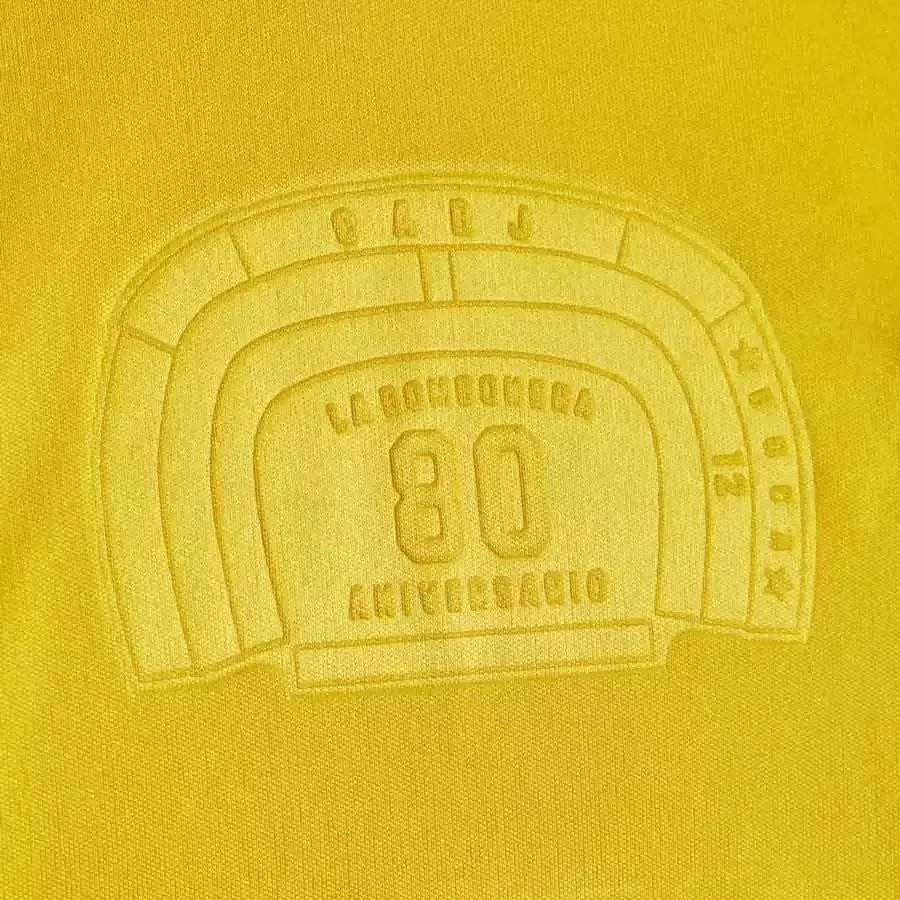 CABJ
LA BOMBONERA
80
ANIVERSARIO
12
★BOCA★